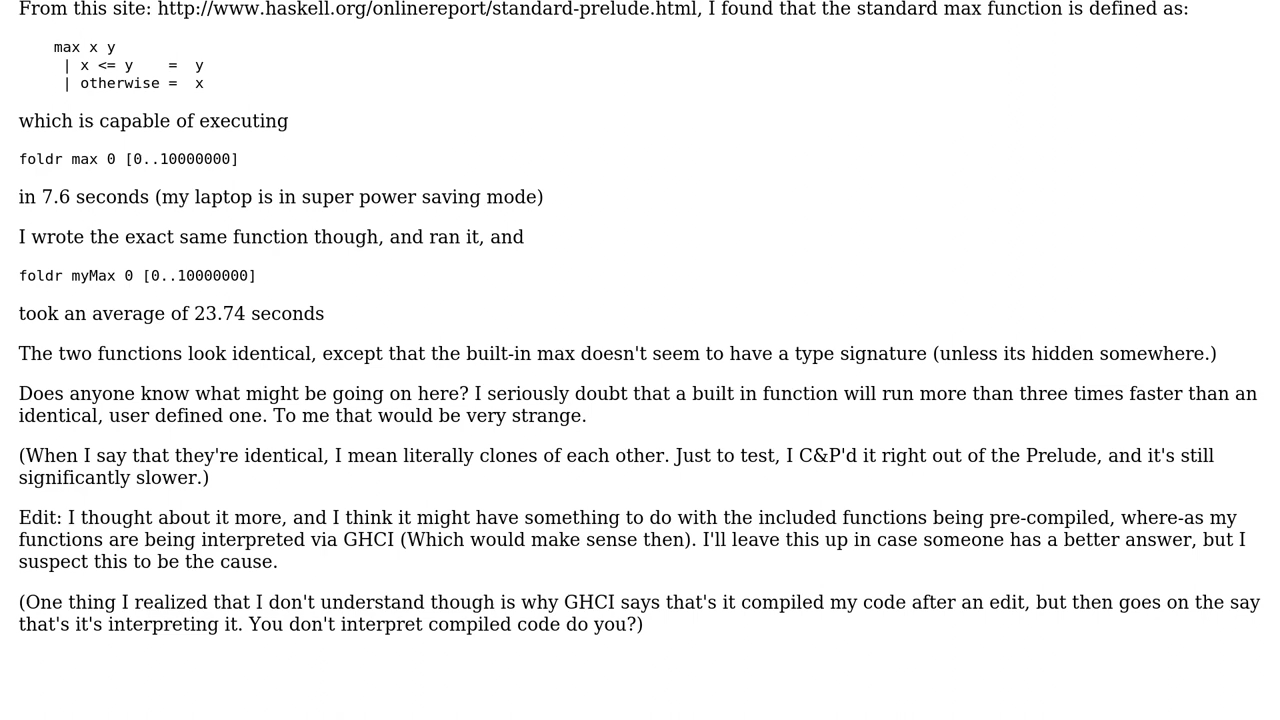 From this site: http://www.haskell.org/onlinereport/standard-prelude.html, I found that the standard max function is defined as:
max x y
| x <= y    =  y
| otherwise =  x
which is capable of executing
foldr max 0 [0..10000000]
in 7.6 seconds (my laptop is in super power saving mode)
I wrote the exact same function though, and ran it, and
foldr myMax 0 [0..10000000]
took an average of 23.74 seconds
The two functions look identical, except that the built-in max doesn't seem to have a type signature (unless its hidden somewhere.)
Does anyone know what might be going on here? I seriously doubt that a built in function will run more than three times faster than an
identical, user defined one. To me that would be very strange.
(When I say that they're identical, I mean literally clones of each other. Just to test, I C&P'd it right out of the Prelude, and it's still
significantly slower.)
Edit: I thought about it more, and I think it might have something to do with the included functions being pre-compiled, where-as my
functions are being interpreted via GHCI (Which would make sense then). I'll leave this up in case someone has a better answer, but I
suspect this to be the cause.
(One thing I realized that I don't understand though is why GHCI says that's it compiled my code after an edit, but then goes on the say
that's it's interpreting it. You don't interpret compiled code do you?)